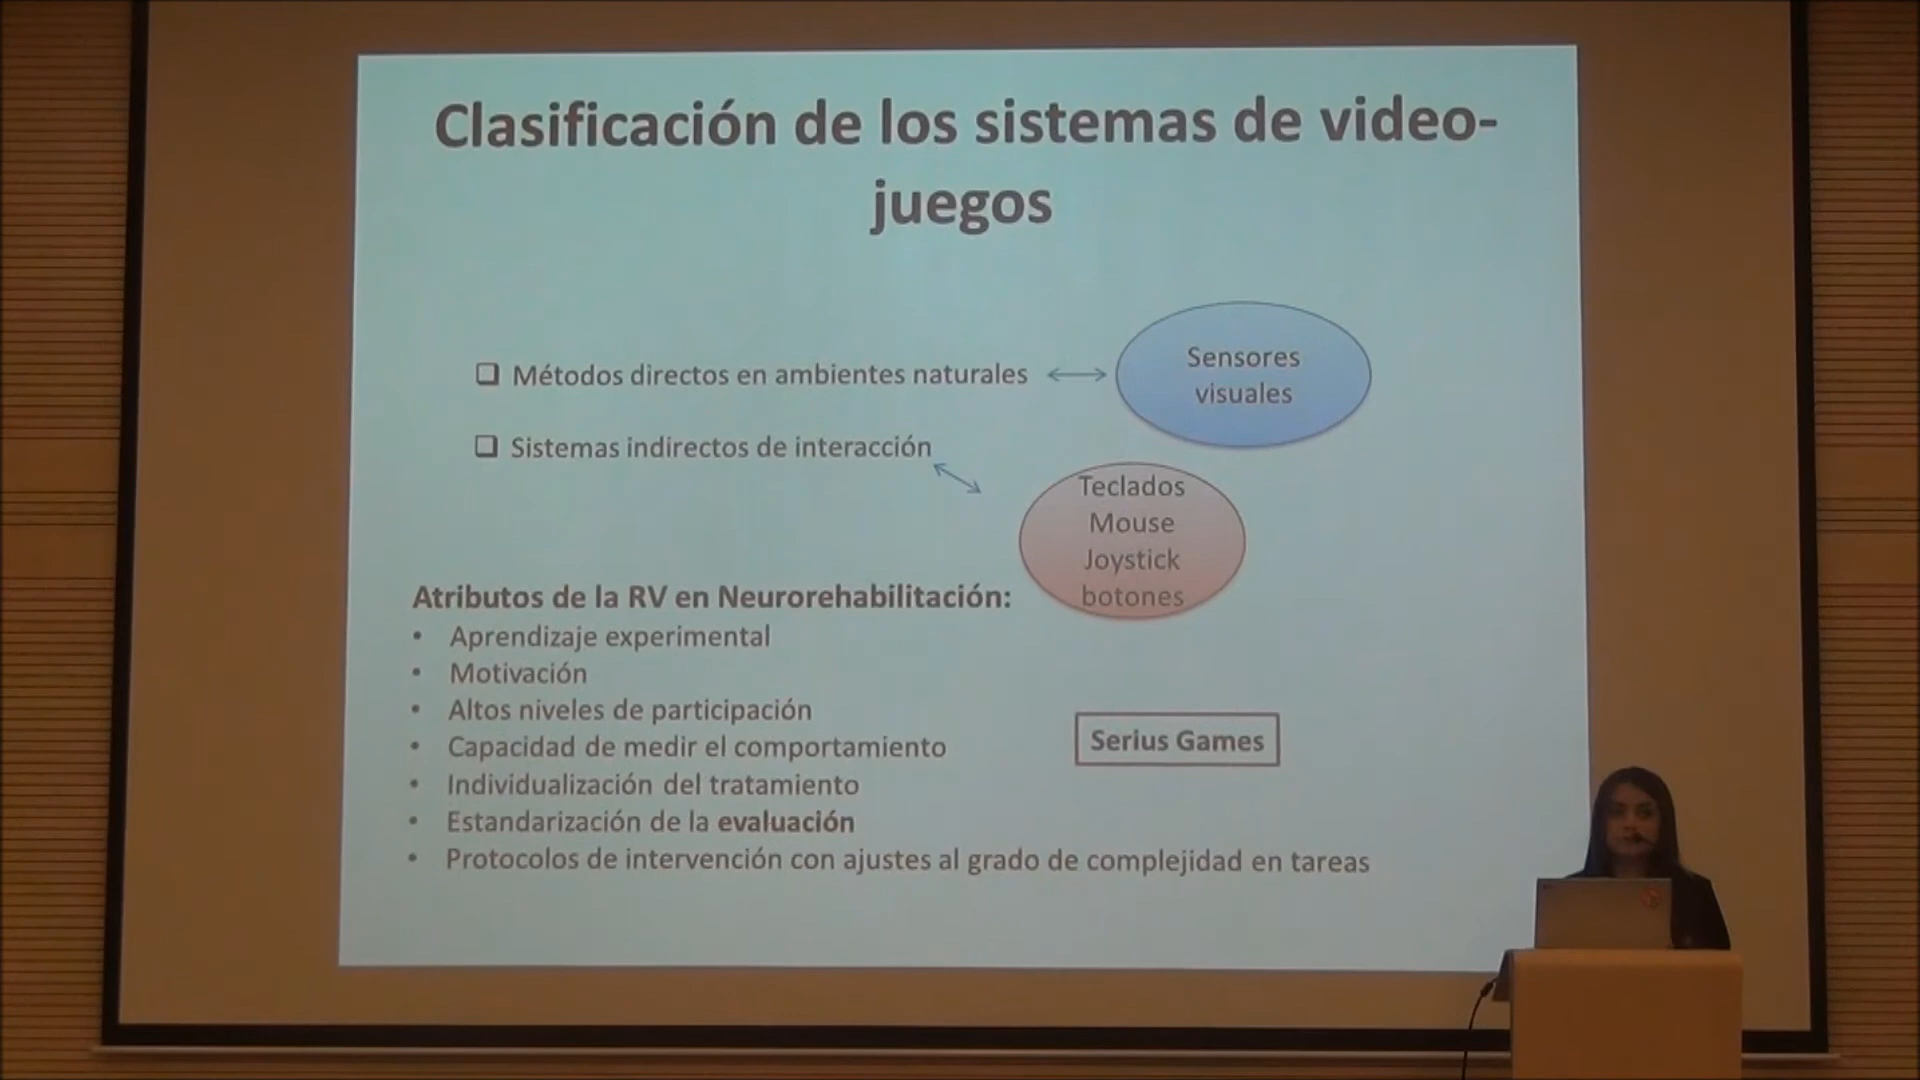 Clasificación de los sistemas de video-
juegos
Métodos directos en ambientes naturales
Sensores
visuales
Sistemas indirectos de interacción
Teclados
Mouse
Joystick
botones
Atributos de la RV en Neurorehabilitación:
• Aprendizaje experimental
• Motivación
• Altos niveles de participación
• Capacidad de medir el comportamiento
• Individualización del tratamiento
• Estandarización de la evaluación
• Protocolos de intervención con ajustes al grado de complejidad en tareas
Serius Games